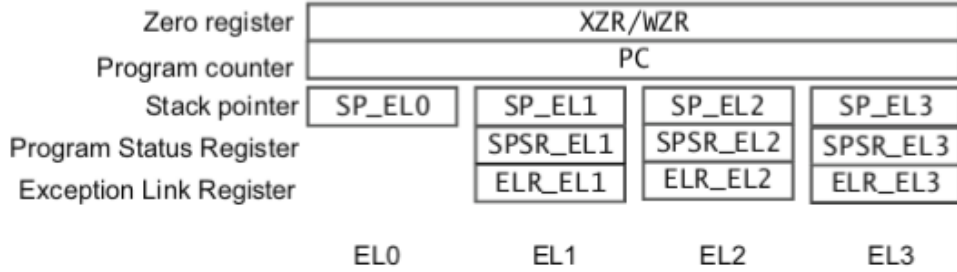 Zero register XZR/WZR
Program counter PC
Stack pointer SP_EL0 SP_EL1 SP_EL2 SP_EL3
Program Status Register SPSR_EL1 SPSR_EL2 SPSR_EL3
Exception Link Register ELR_EL1 ELR_EL2 ELR_EL3
EL0 EL1 EL2 EL3